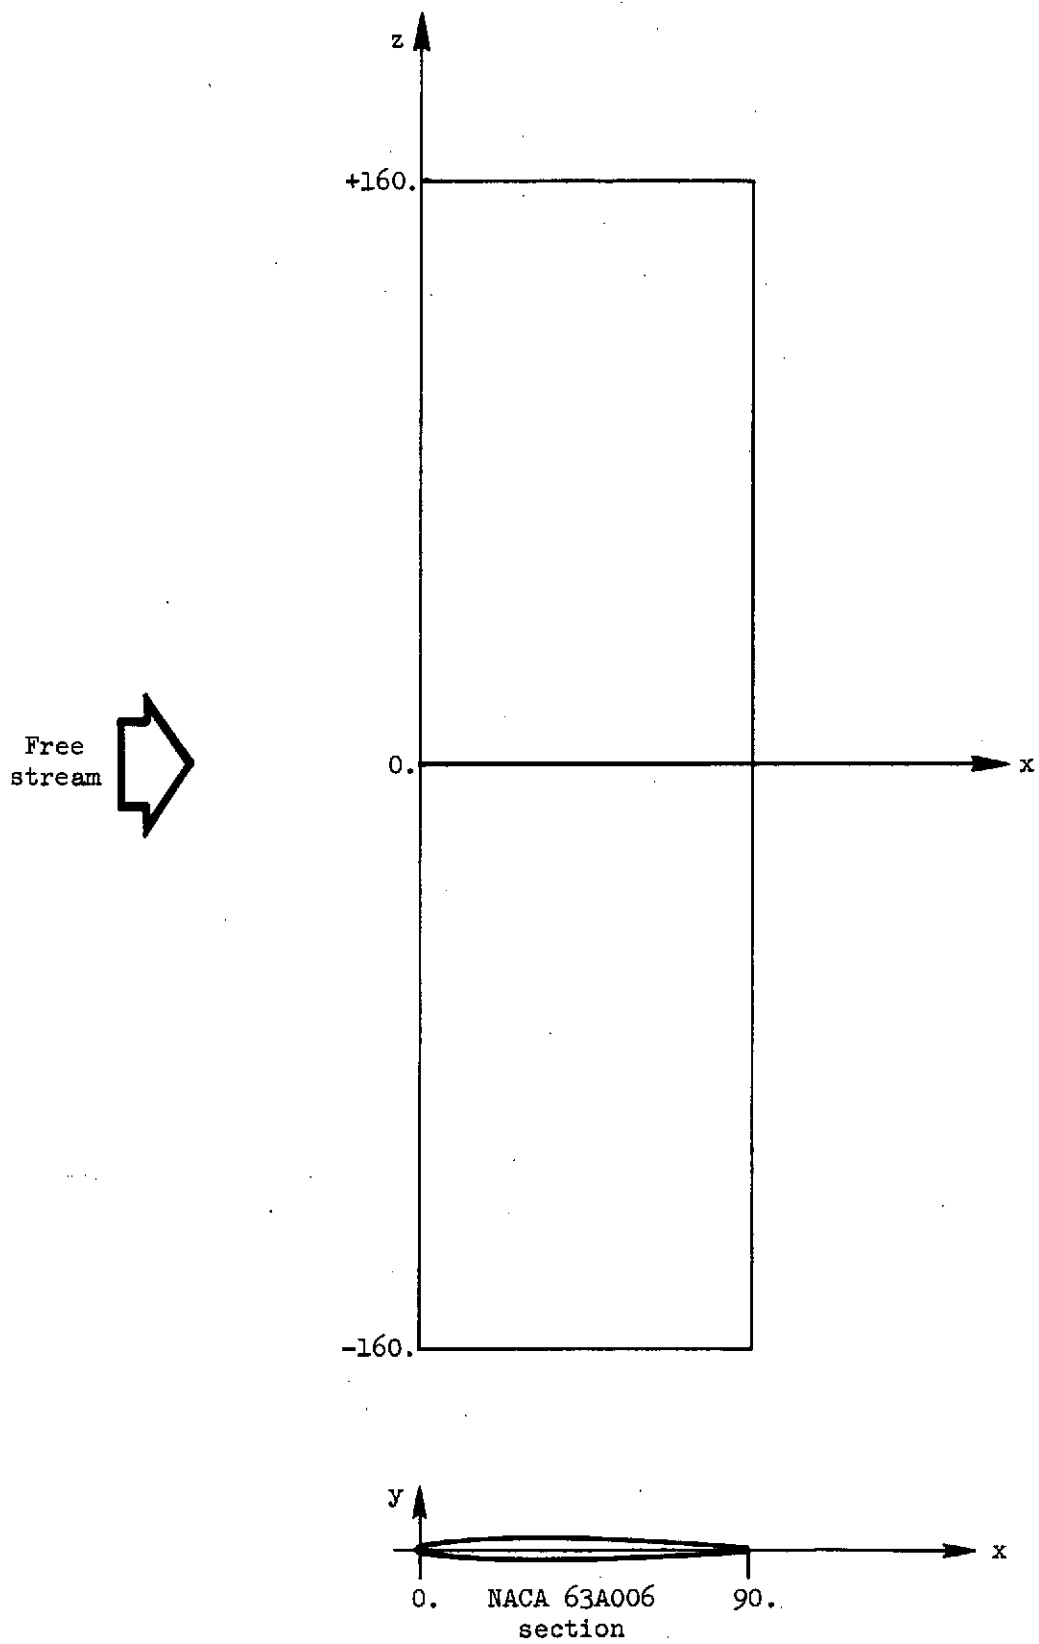 z
+160.
Free
stream
0.
x
-160.
y
x
0.
NACA 63A006
section
90.